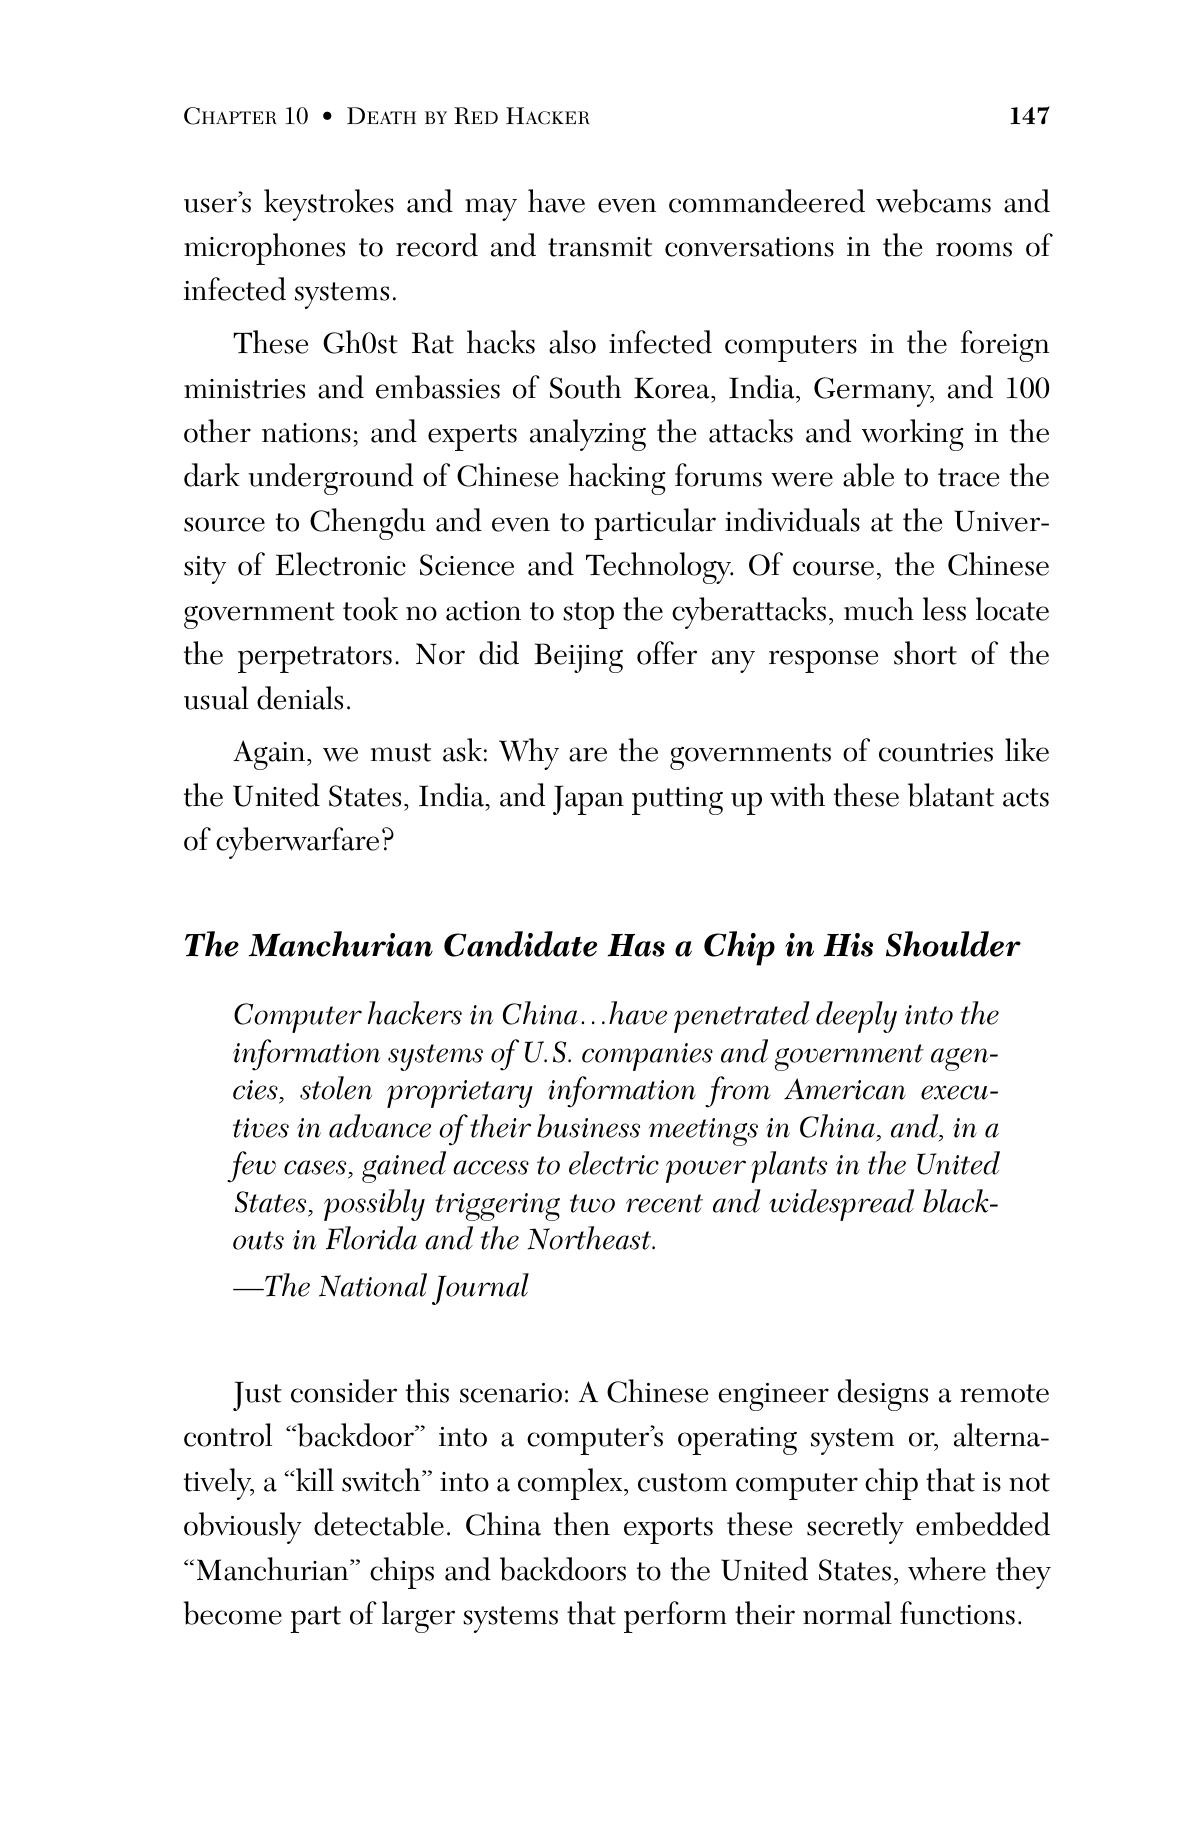 CHAPTER 10 • DEATH BY RED HACKER 147
user’s keystrokes and may have even commandeered webcams and
microphones to record and transmit conversations in the rooms of
infected systems.
These Gh0st Rat hacks also infected computers in the foreign
ministries and embassies of South Korea, India, Germany, and 100
other nations; and experts analyzing the attacks and working in the
dark underground of Chinese hacking forums were able to trace the
source to Chengdu and even to particular individuals at the Univer-
sity of Electronic Science and Technology. Of course, the Chinese
government took no action to stop the cyberattacks, much less locate
the perpetrators. Nor did Beijing offer any response short of the
usual denials.
Again, we must ask: Why are the governments of countries like
the United States, India, and Japan putting up with these blatant acts
of cyberwarfare?
The Manchurian Candidate Has a Chip in His Shoulder
Computer hackers in China…have penetrated deeply into the
information systems of U.S. companies and government agen-
cies, stolen proprietary information from American execu-
tives in advance of their business meetings in China, and, in a
few cases, gained access to electric power plants in the United
States, possibly triggering two recent and widespread black-
outs in Florida and the Northeast.
—The National Journal
Just consider this scenario: A Chinese engineer designs a remote
control “backdoor” into a computer’s operating system or, alterna-
tively, a “kill switch” into a complex, custom computer chip that is not
obviously detectable. China then exports these secretly embedded
“Manchurian” chips and backdoors to the United States, where they
become part of larger systems that perform their normal functions.